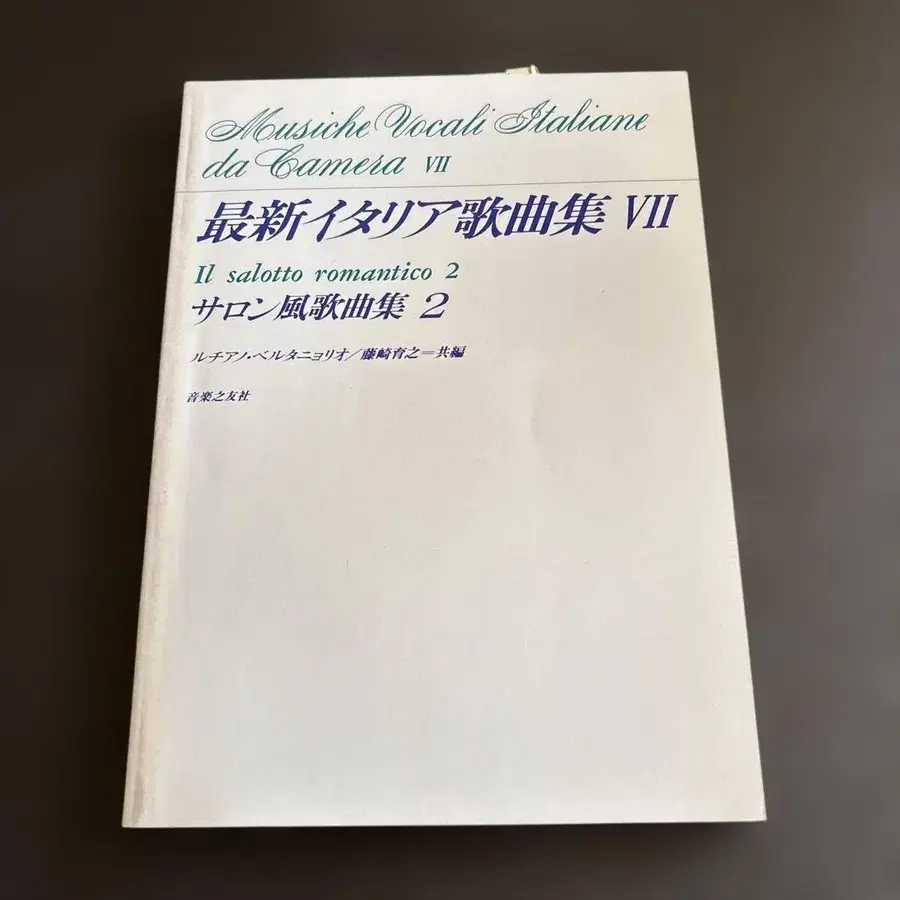 Musiche Vocali Italiane
da Camera VII
最新イタリア歌曲集 VII
Il salotto romantico 2
サロン風歌曲集 2
ルチアノ・ベルタニョリオ/藤崎育之=共編
音楽之友社